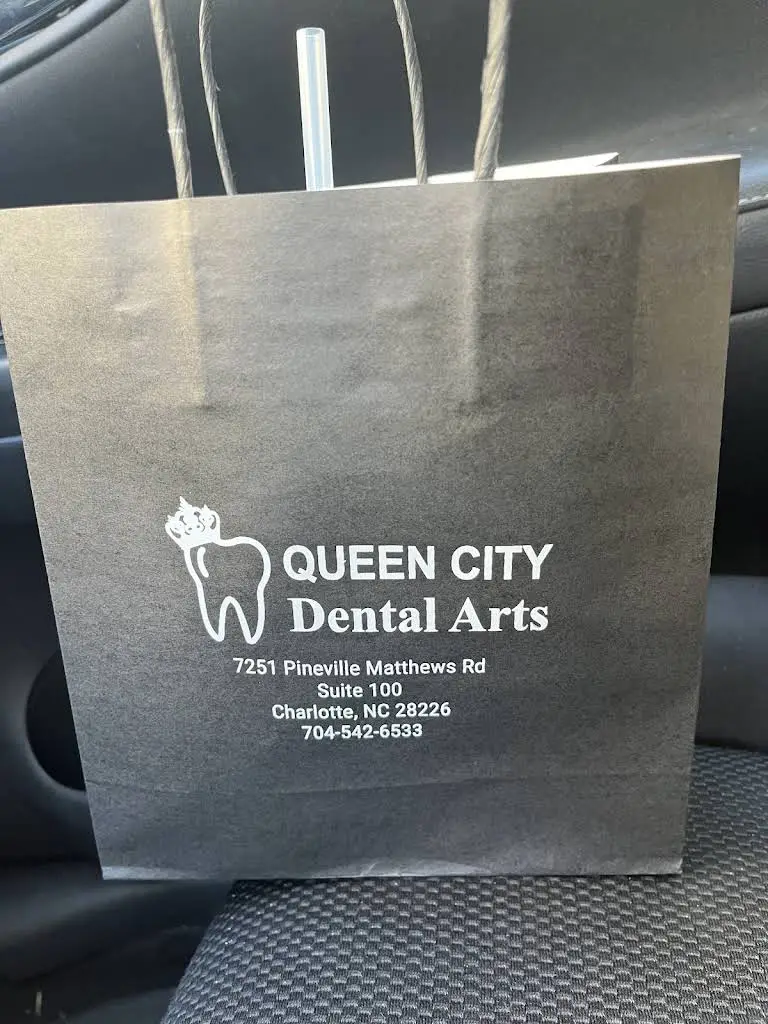 QUEEN CITY
Dental Arts
7251 Pineville Matthews Rd
Suite 100
Charlotte, NC 28226
704-542-6533